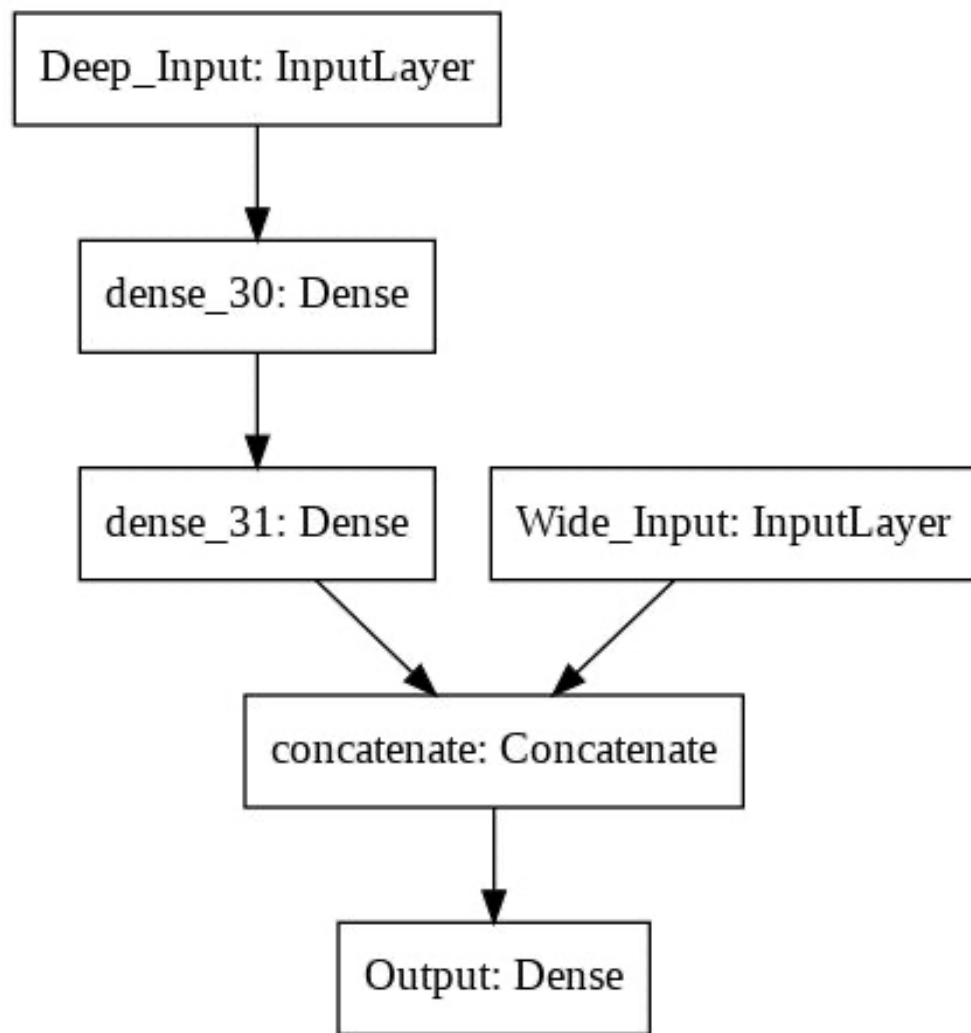 Deep_Input: InputLayer
dense_30: Dense
dense_31: Dense
Wide_Input: InputLayer
concatenate: Concatenate
Output: Dense